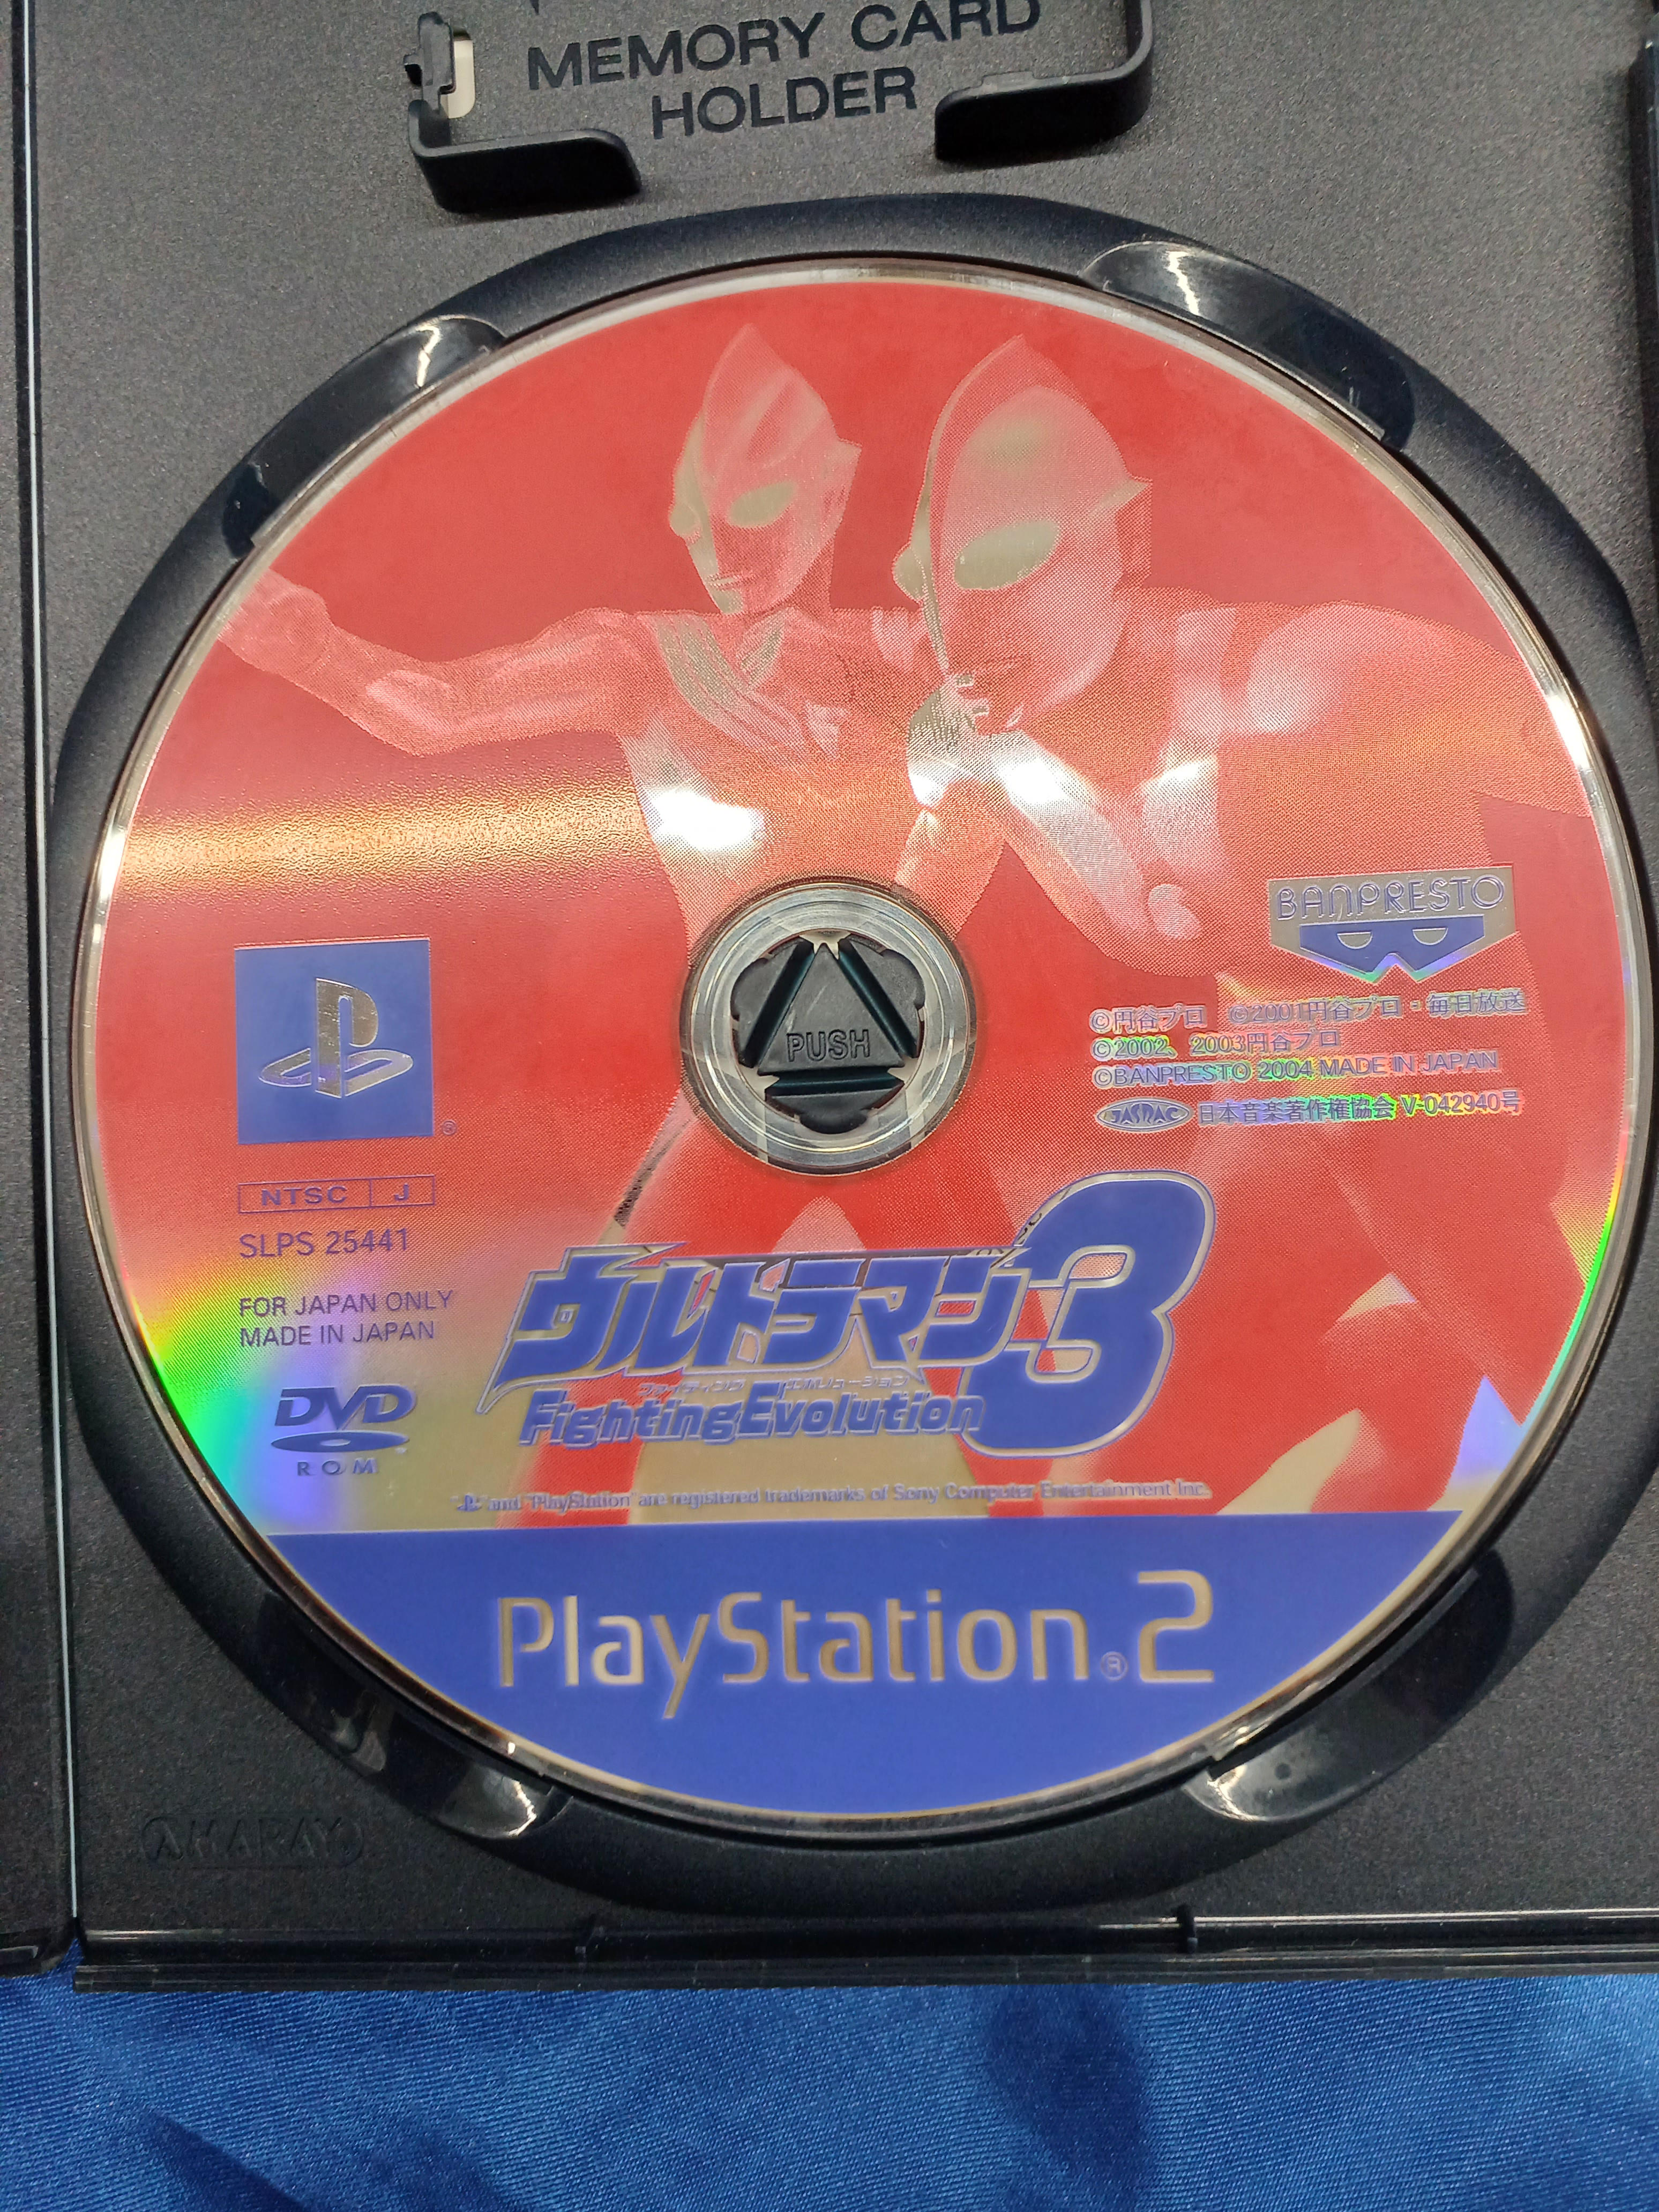 MEMORY CARD
HOLDER
BANPRESTO
©円谷プロ ©2001円谷プロ・毎日放送
©2002、2003円谷プロ
©BANPRESTO 2004 MADE IN JAPAN
JASRAC 日本音楽著作権協会 V-042940号
PUSH
®
NTSC J
SLPS 25441
FOR JAPAN ONLY
MADE IN JAPAN
DVD
ROM
ウルトラマン3
ファイティング エボリューション
Fighting Evolution
" " and "PlayStation" are registered trademarks of Sony Computer Entertainment Inc.
PlayStation®2
AMARAY